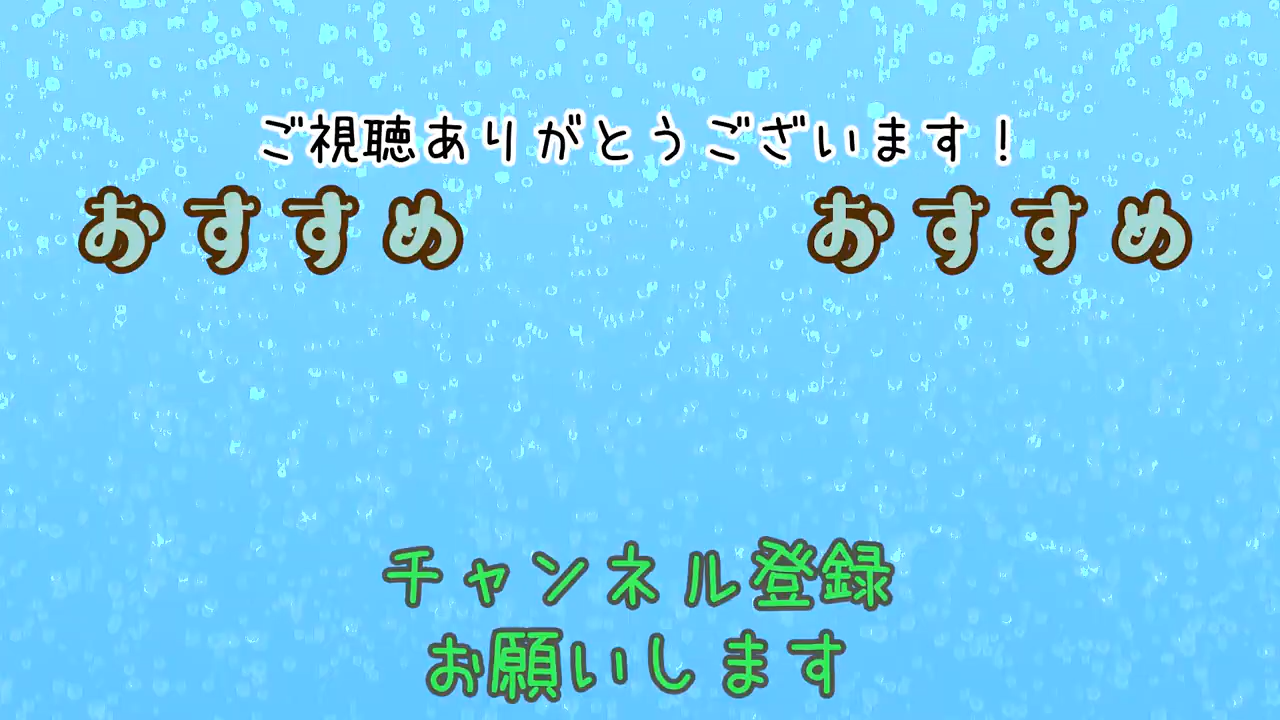 ご視聴ありがとうございます！
おすすめ おすすめ
チャンネル登録
お願いします